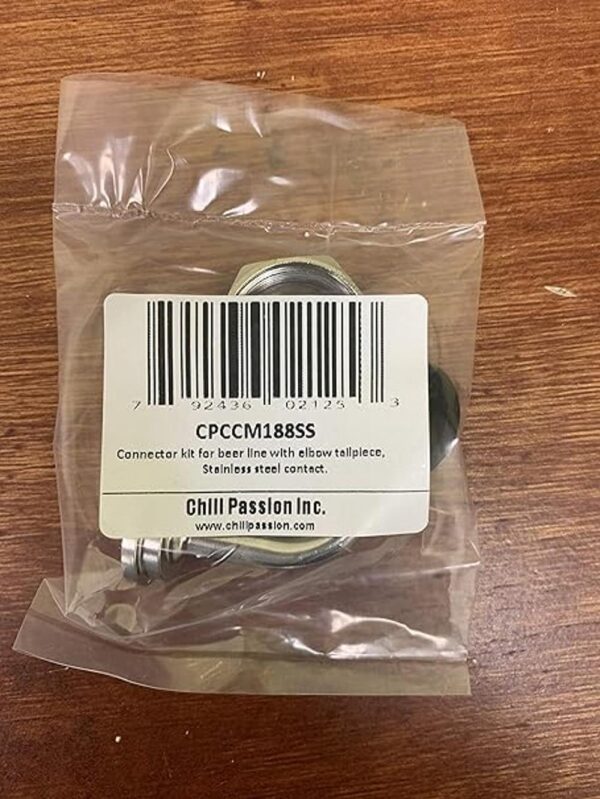 7 92436 02125 3
CPCCM188SS
Connector kit for beer line with elbow tailpiece,
Stainless steel contact.
Chill Passion Inc.
www.chillpassion.com